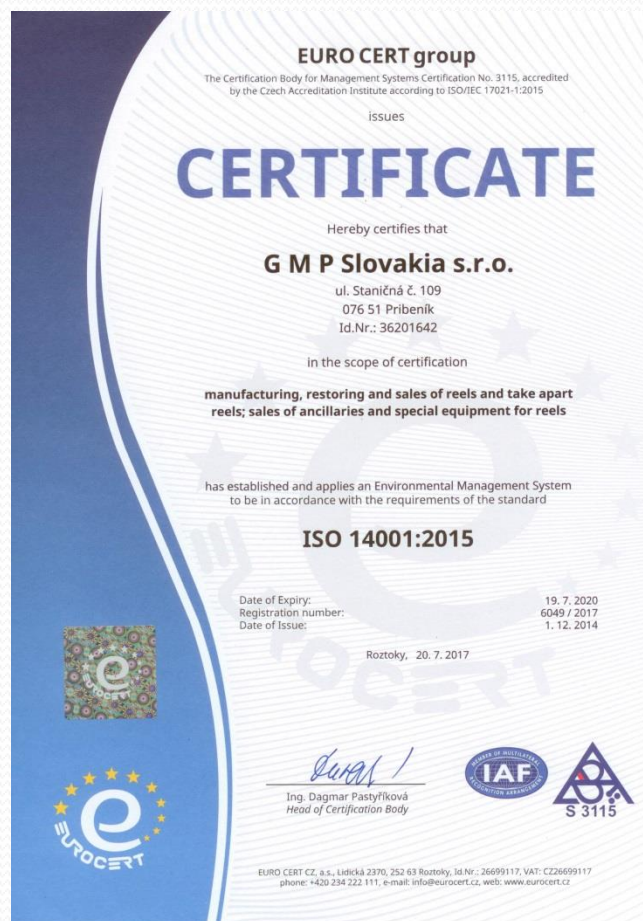 EURO CERT group
The Certification Body for Management Systems Certification No. 3115, accredited
by the Czech Accreditation Institute according to ISO/IEC 17021-1:2015
issues
CERTIFICATE
Hereby certifies that
G M P Slovakia s.r.o.
ul. Staničná č. 109
076 51 Pribeník
Id.Nr.: 36201642
in the scope of certification
manufacturing, restoring and sales of reels and take apart
reels; sales of ancillaries and special equipment for reels
has established and applies an Environmental Management System
to be in accordance with the requirements of the standard
ISO 14001:2015
Date of Expiry: 19. 7. 2020
Registration number: 6049 / 2017
Date of Issue: 1. 12. 2014
Roztoky, 20. 7. 2017
e
EUROCERT
Ing. Dagmar Pastyříková
Head of Certification Body
MEMBER OF MULTILATERAL
IAF
RECOGNITION ARRANGEMENT
S 3115
e
EUROCERT
EURO CERT CZ, a.s., Lidická 2370, 252 63 Roztoky, Id.Nr.: 26699117, VAT: CZ26699117
phone: +420 234 222 111, e-mail: info@eurocert.cz, web: www.eurocert.cz
e
EUROCERT